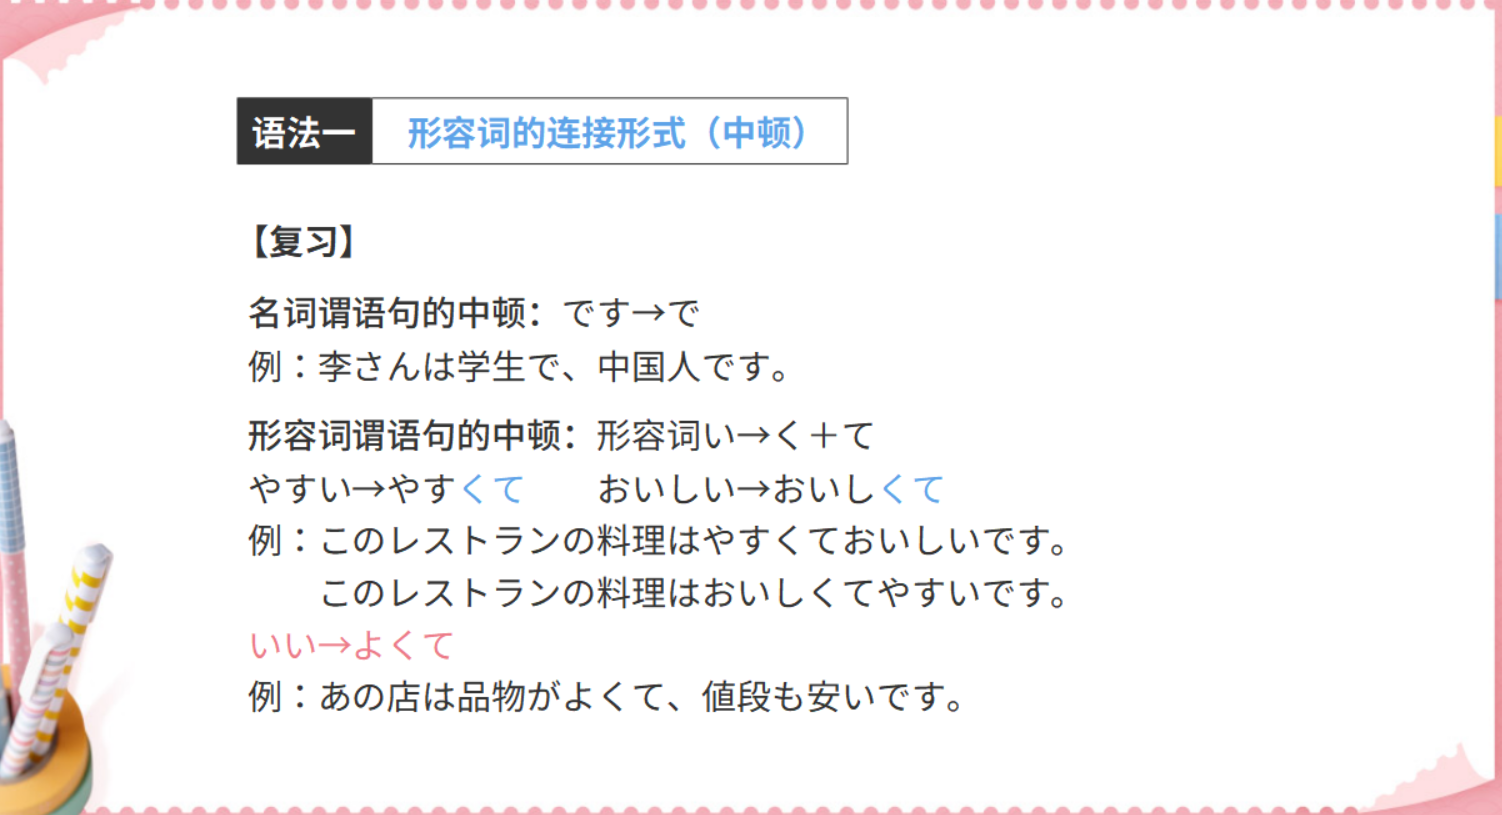 语法一 形容词的连接形式（中顿）
【复习】
名词谓语句的中顿：です→で
例：李さんは学生で、中国人です。
形容词谓语句的中顿：形容词い→く＋て
やすい→やすくて　　おいしい→おいしくて
例：このレストランの料理はやすくておいしいです。
このレストランの料理はおいしくてやすいです。
いい→よくて
例：あの店は品物がよくて、値段も安いです。